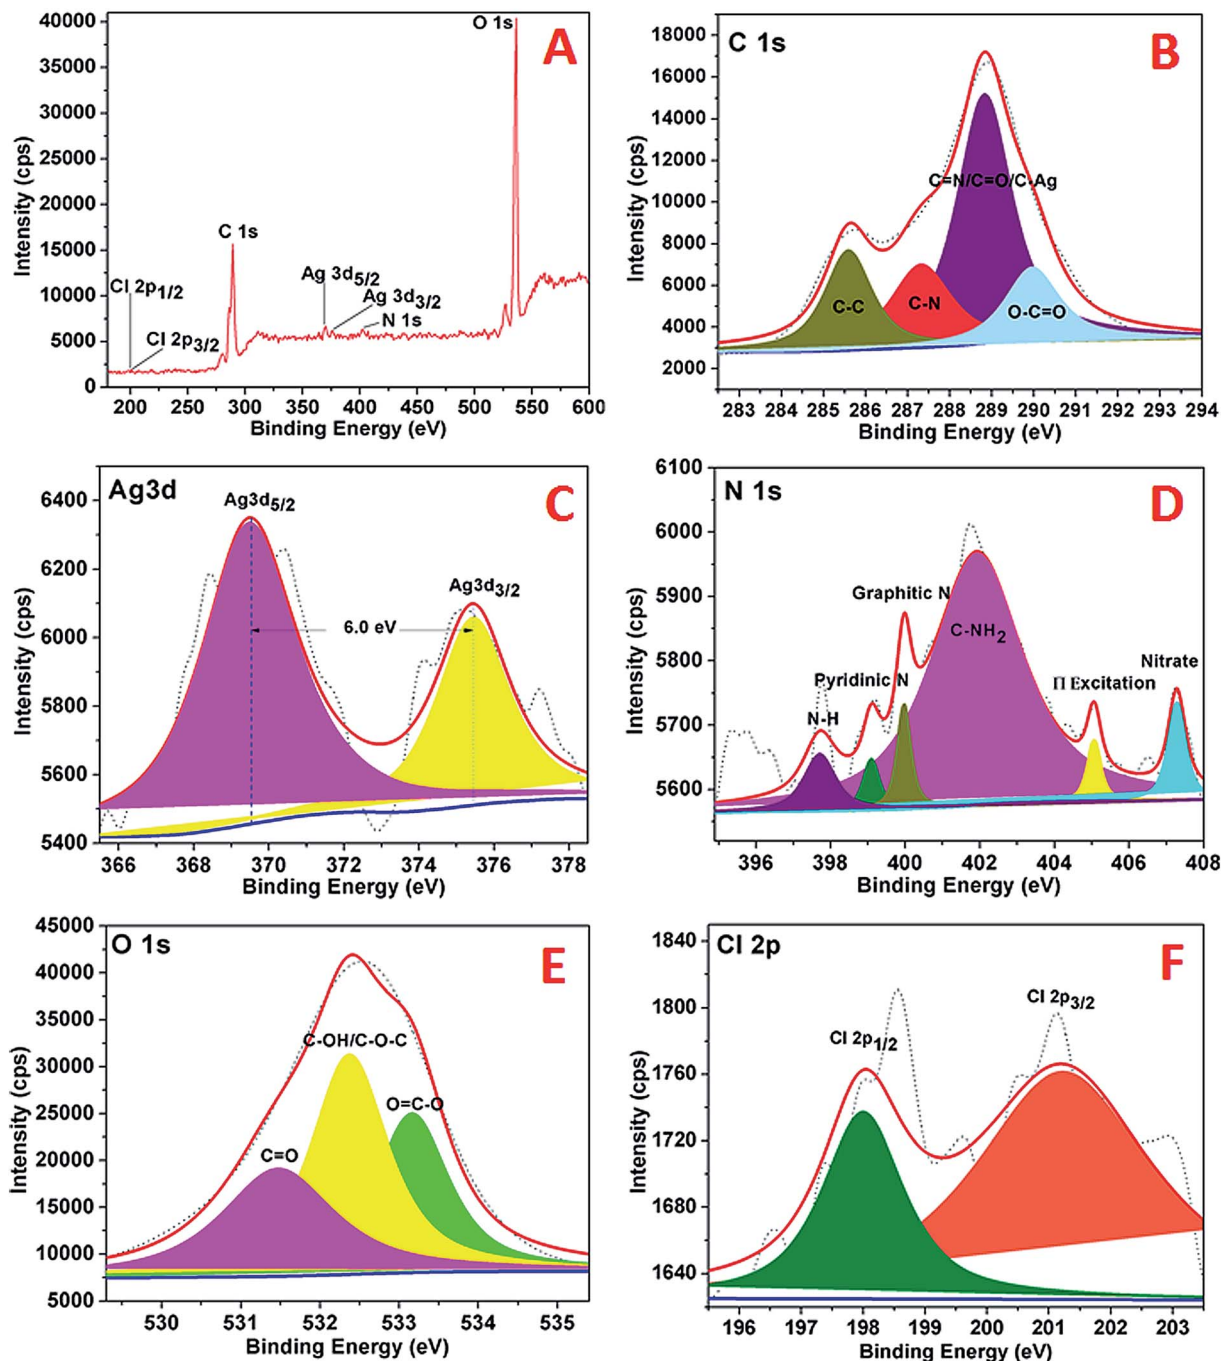 A
O 1s
C 1s
Ag 3d5/2
Ag 3d3/2
N 1s
Cl 2p1/2
Cl 2p3/2
40000
35000
30000
25000
20000
15000
10000
5000
0
Intensity (cps)
200 250 300 350 400 450 500 550 600
Binding Energy (eV)
C 1s
B
C=N/C=O/C-Ag
C-C
C-N
O-C=O
18000
16000
14000
12000
10000
8000
6000
4000
2000
Intensity (cps)
283 284 285 286 287 288 289 290 291 292 293 294
Binding Energy (eV)
Ag3d
C
Ag3d5/2
Ag3d3/2
6.0 eV
6400
6200
6000
5800
5600
5400
Intensity (cps)
366 368 370 372 374 376 378
Binding Energy (eV)
N 1s
D
Graphitic N
C-NH2
Pyridinic N
Π Excitation
Nitrate
N-H
6100
6000
5900
5800
5700
5600
Intensity (cps)
396 398 400 402 404 406 408
Binding Energy (eV)
O 1s
E
C-OH/C-O-C
O=C-O
C=O
45000
40000
35000
30000
25000
20000
15000
10000
5000
Intensity (cps)
530 531 532 533 534 535
Binding Energy (eV)
Cl 2p
F
Cl 2p3/2
Cl 2p1/2
1840
1800
1760
1720
1680
1640
Intensity (cps)
196 197 198 199 200 201 202 203
Binding Energy (eV)